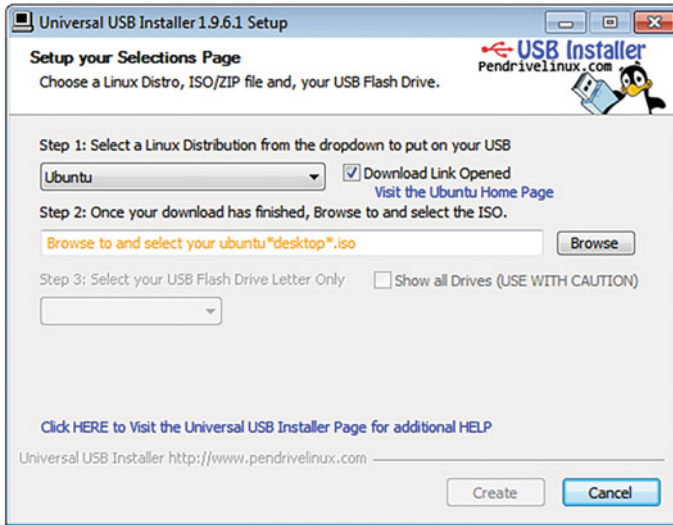 Universal USB Installer 1.9.6.1 Setup
Setup your Selections Page
Choose a Linux Distro, ISO/ZIP file and, your USB Flash Drive.
USB Installer
Pendrivelinux.com
Step 1: Select a Linux Distribution from the dropdown to put on your USB
Ubuntu
Download Link Opened
Visit the Ubuntu Home Page
Step 2: Once your download has finished, Browse to and select the ISO.
Browse to and select your ubuntu*desktop*.iso
Browse
Step 3: Select your USB Flash Drive Letter Only
Show all Drives (USE WITH CAUTION)
Click HERE to Visit the Universal USB Installer Page for additional HELP
Universal USB Installer http://www.pendrivelinux.com
Create
Cancel